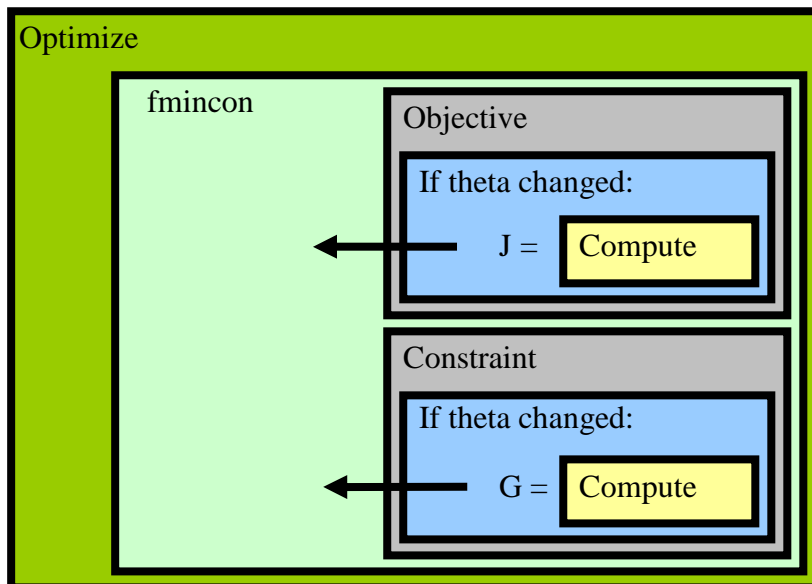 Optimize
fmincon
Objective
If theta changed:
J = Compute
Constraint
If theta changed:
G = Compute